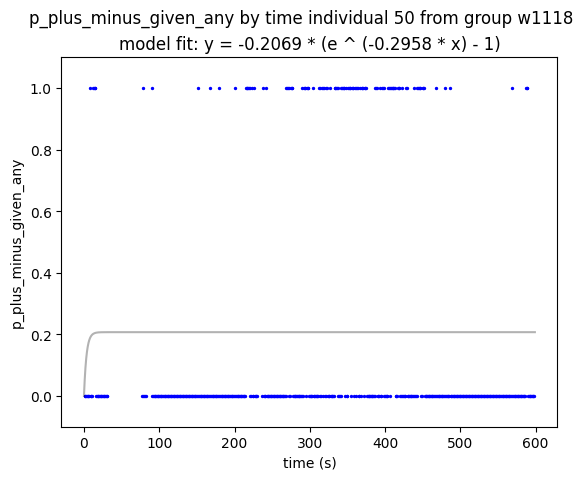 p_plus_minus_given_any by time individual 50 from group w1118
model fit: y = -0.2069 * (e ^ (-0.2958 * x) - 1)
1.0
0.8
0.6
0.4
0.2
0.0
p_plus_minus_given_any
0 100 200 300 400 500 600
time (s)